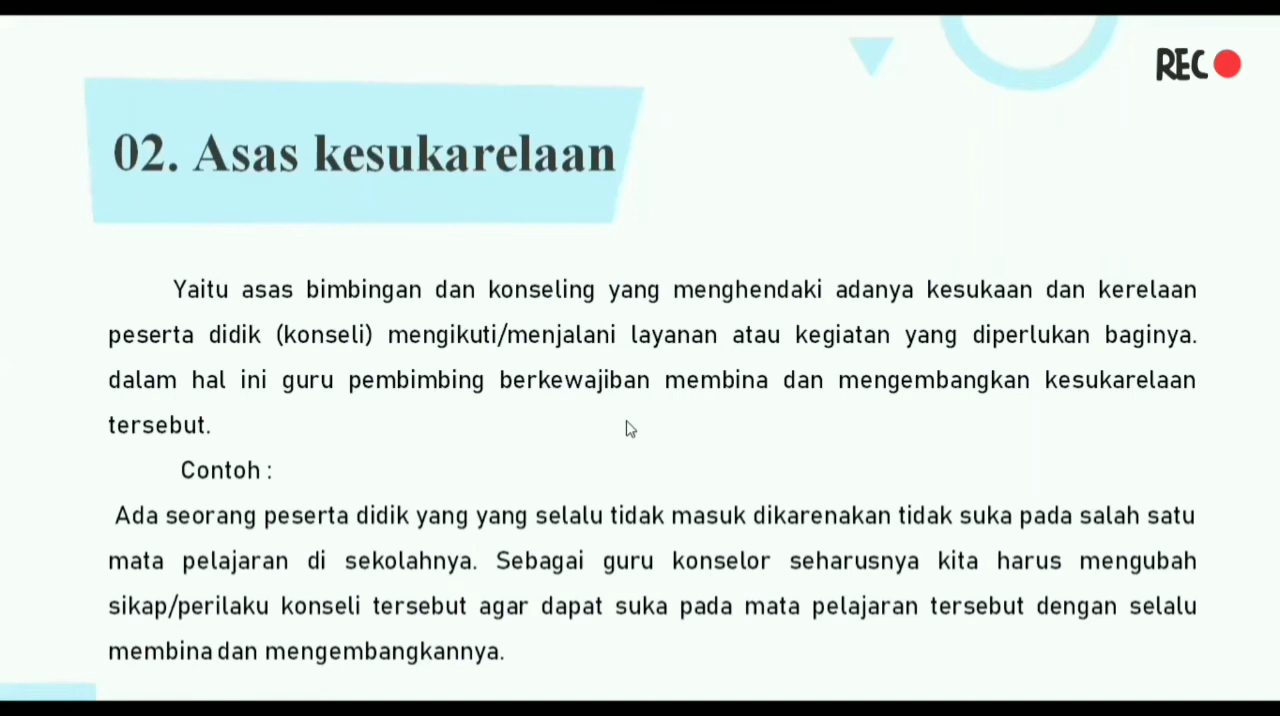 REC
02. Asas kesukarelaan
Yaitu asas bimbingan dan konseling yang menghendaki adanya kesukaan dan kerelaan
peserta didik (konseli) mengikuti/menjalani layanan atau kegiatan yang diperlukan baginya.
dalam hal ini guru pembimbing berkewajiban membina dan mengembangkan kesukarelaan
tersebut.
Contoh :
Ada seorang peserta didik yang yang selalu tidak masuk dikarenakan tidak suka pada salah satu
mata pelajaran di sekolahnya. Sebagai guru konselor seharusnya kita harus mengubah
sikap/perilaku konseli tersebut agar dapat suka pada mata pelajaran tersebut dengan selalu
membina dan mengembangkannya.